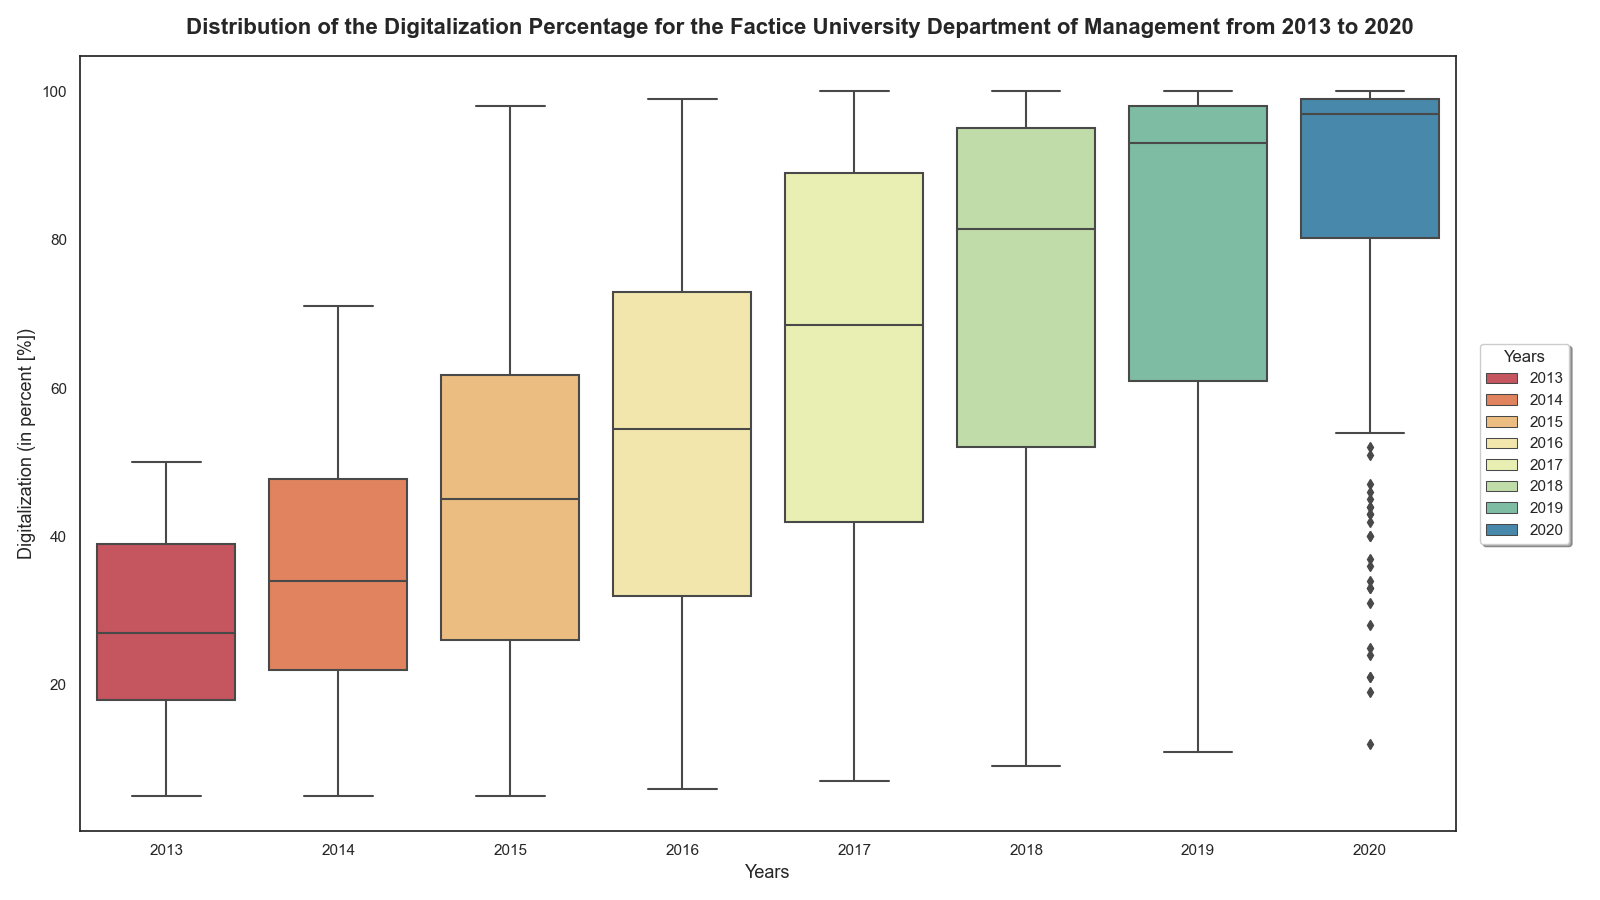 Distribution of the Digitalization Percentage for the Factice University Department of Management from 2013 to 2020
Digitalization (in percent [%])
100
80
60
40
20
2013 2014 2015 2016 2017 2018 2019 2020
Years
Years
2013
2014
2015
2016
2017
2018
2019
2020